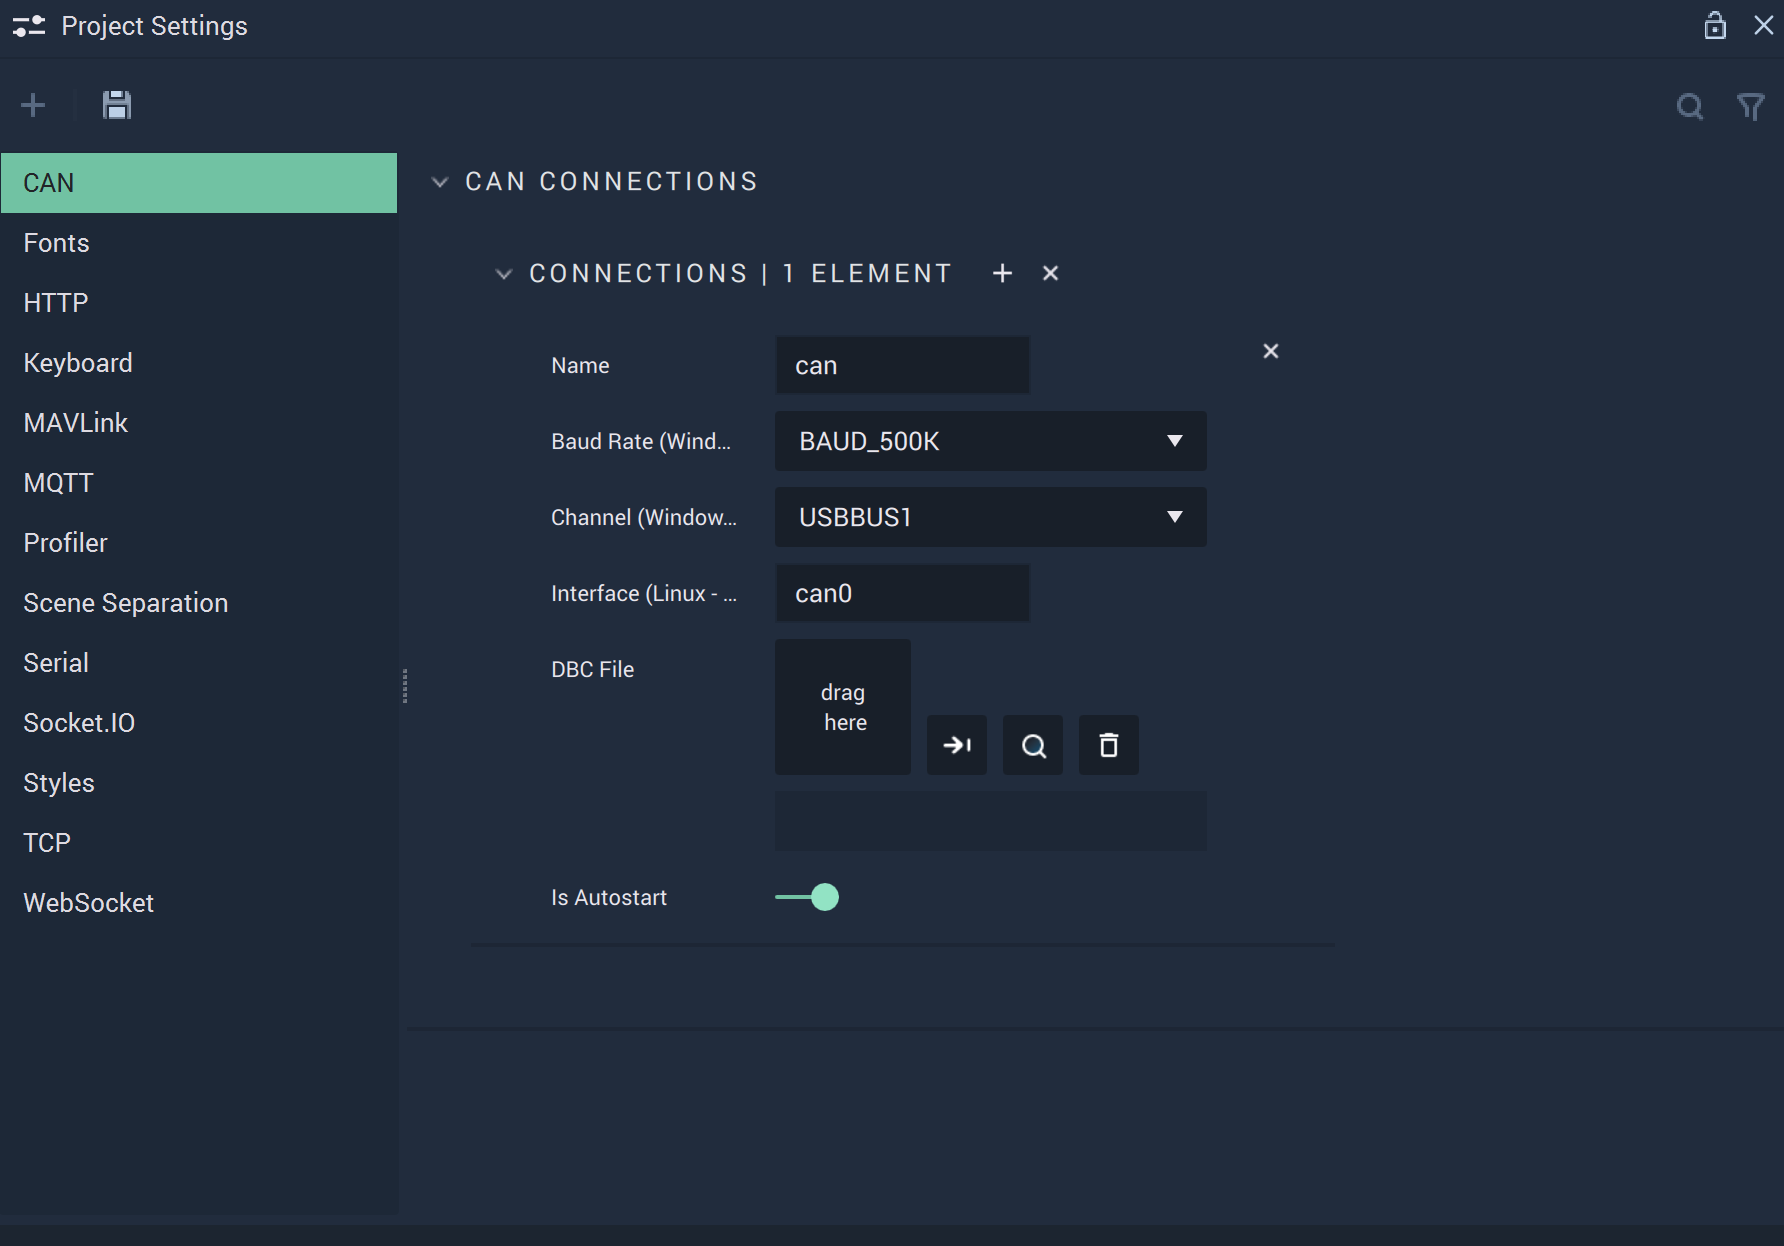 Project Settings
CAN
Fonts
HTTP
Keyboard
MAVLink
MQTT
Profiler
Scene Separation
Serial
Socket.IO
Styles
TCP
WebSocket
CAN CONNECTIONS
CONNECTIONS | 1 ELEMENT
Name
can
Baud Rate (Wind...
BAUD_500K
Channel (Window...
USBBUS1
Interface (Linux - ...
can0
DBC File
drag
here
Is Autostart